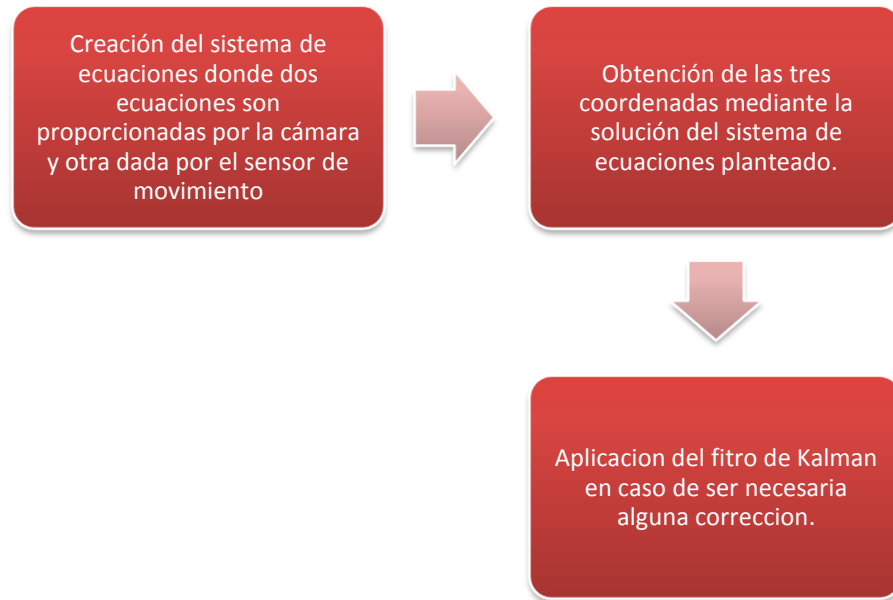 Creación del sistema de
ecuaciones donde dos
ecuaciones son
proporcionadas por la cámara
y otra dada por el sensor de
movimiento
Obtención de las tres
coordenadas mediante la
solución del sistema de
ecuaciones planteado.
Aplicacion del fitro de Kalman
en caso de ser necesaria
alguna correccion.